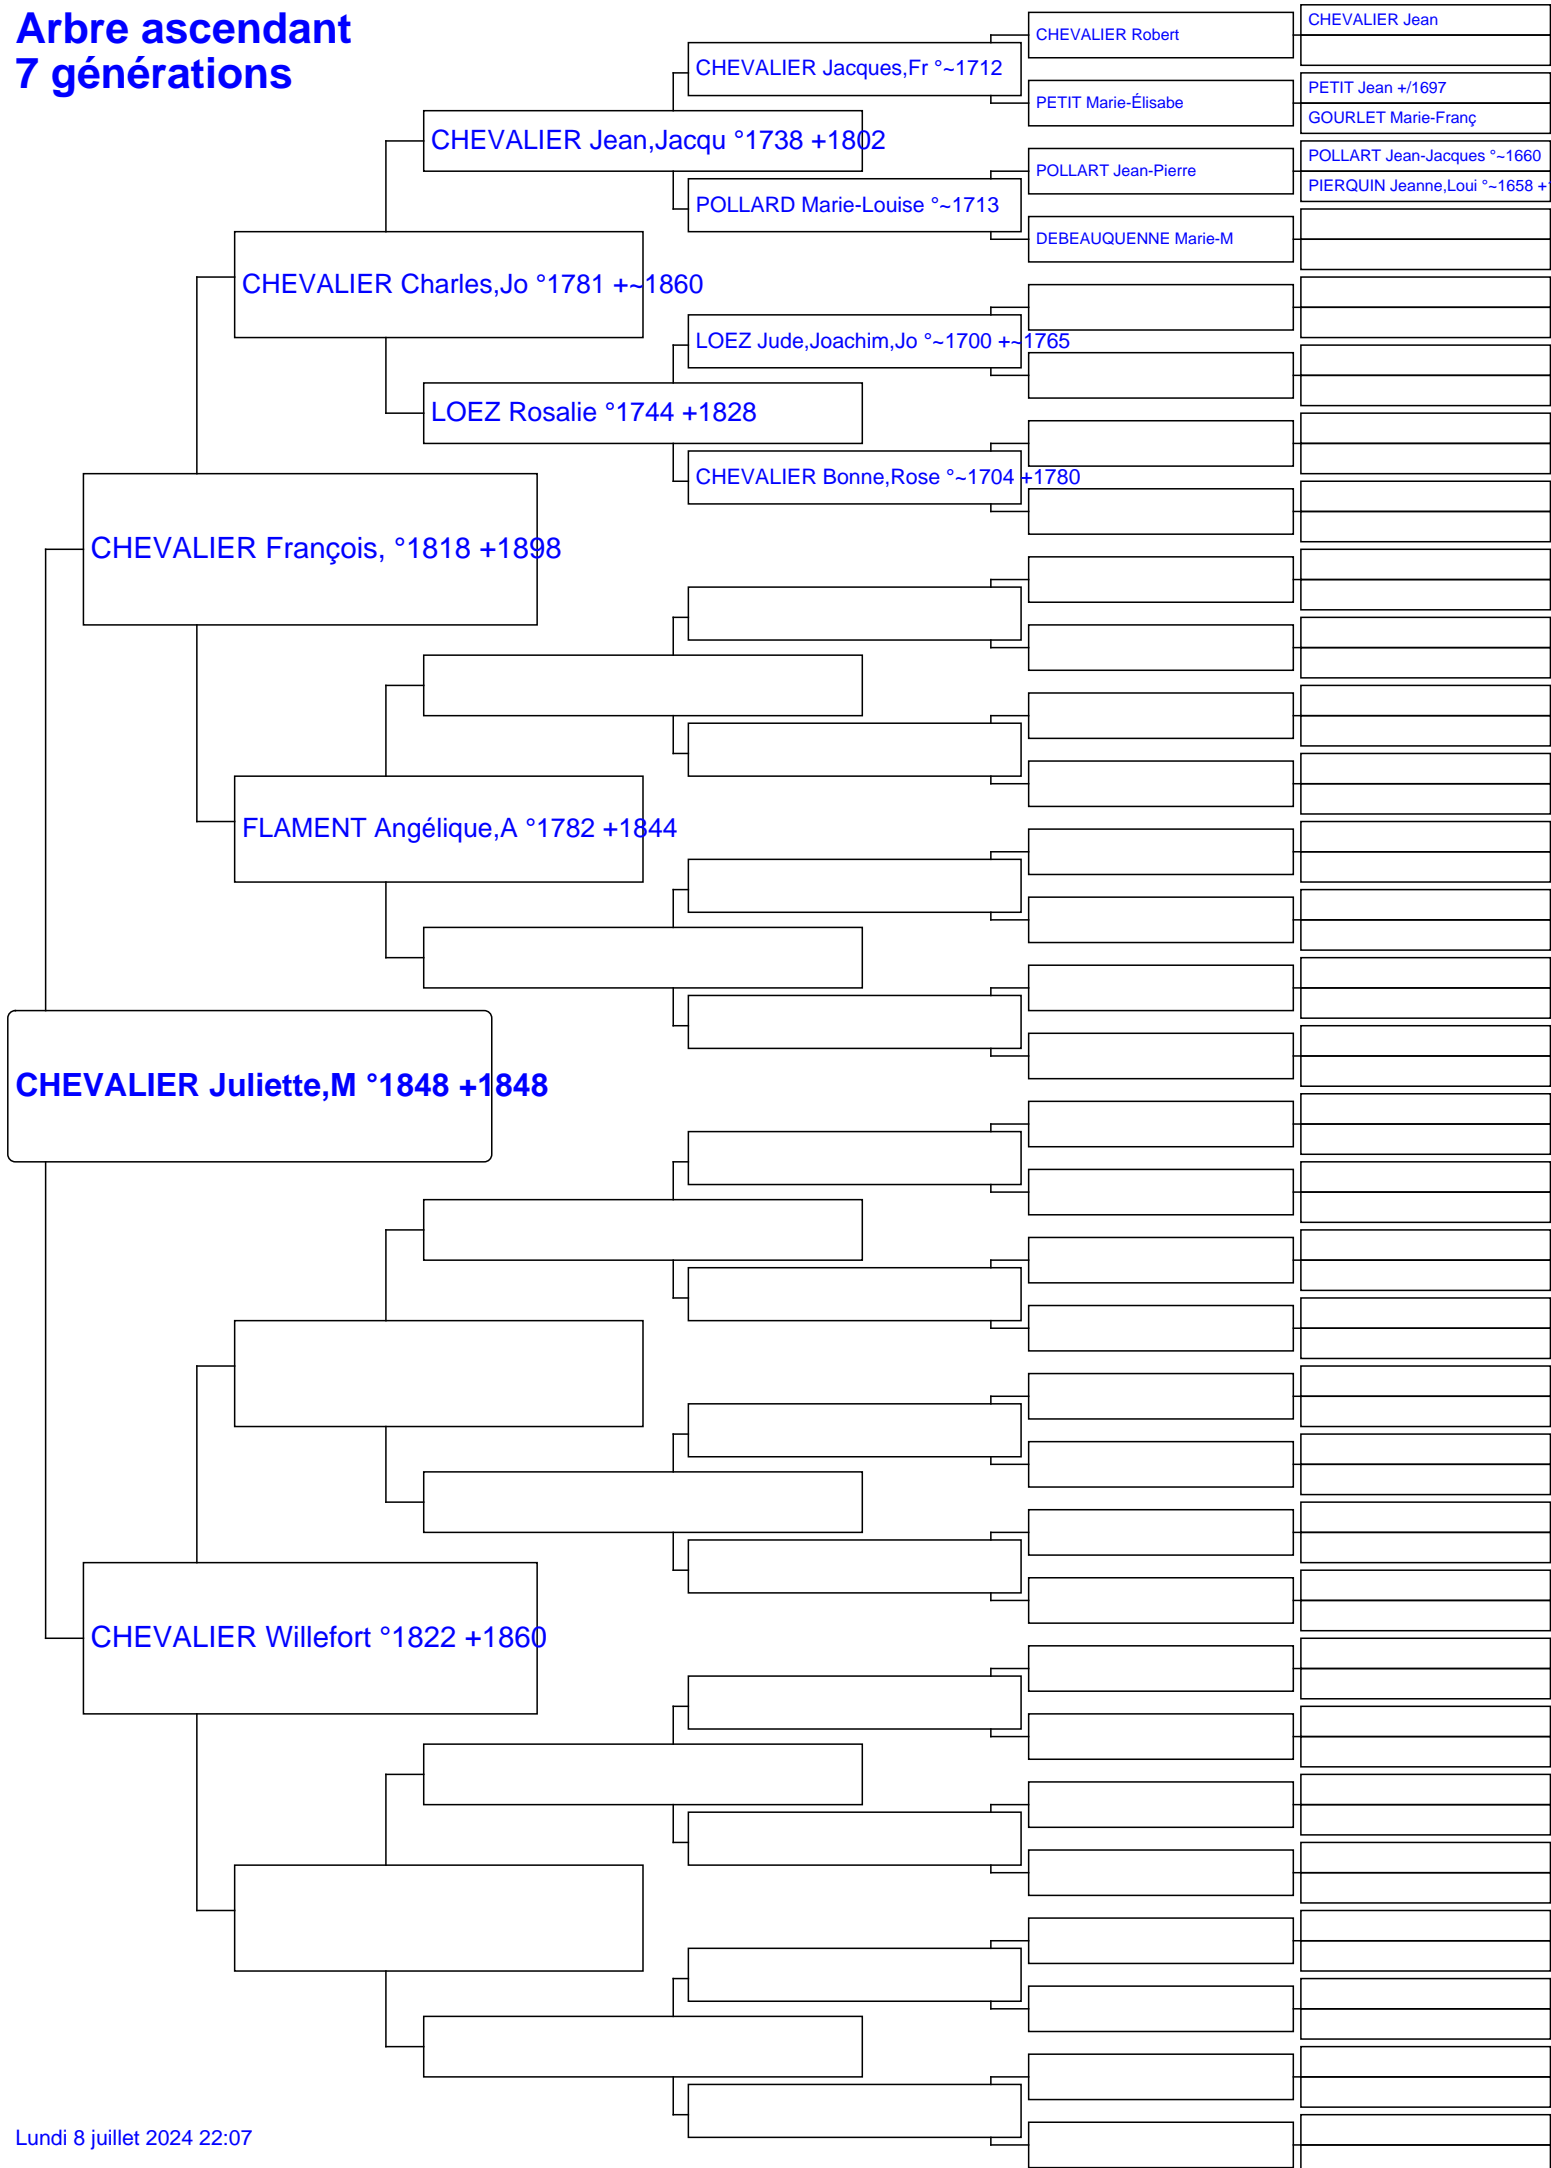 Arbre ascendant
7 générations
CHEVALIER Jean
CHEVALIER Robert
CHEVALIER Jacques,Fr °~1712
PETIT Jean +/1697
PETIT Marie-Élisabe
GOURLET Marie-Franç
CHEVALIER Jean,Jacqu °1738 +1802
POLLART Jean-Jacques °~1660
POLLART Jean-Pierre
PIERQUIN Jeanne,Loui °~1658 +
POLLARD Marie-Louise °~1713
DEBEAUQUENNE Marie-M
CHEVALIER Charles,Jo °1781 +~1860
LOEZ Jude,Joachim,Jo °~1700 +~1765
LOEZ Rosalie °1744 +1828
CHEVALIER Bonne,Rose °~1704 +1780
CHEVALIER François, °1818 +1898
FLAMENT Angélique,A °1782 +1844
CHEVALIER Juliette,M °1848 +1848
CHEVALIER Willefort °1822 +1860
Lundi 8 juillet 2024 22:07